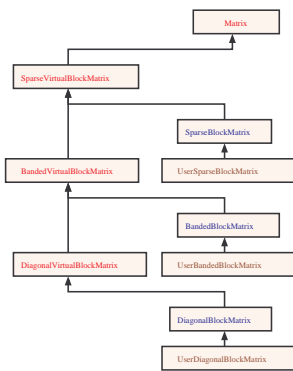 Matrix
SparseVirtualBlockMatrix
SparseBlockMatrix
BandedVirtualBlockMatrix
UserSparseBlockMatrix
BandedBlockMatrix
DiagonalVirtualBlockMatrix
UserBandedBlockMatrix
DiagonalBlockMatrix
UserDiagonalBlockMatrix